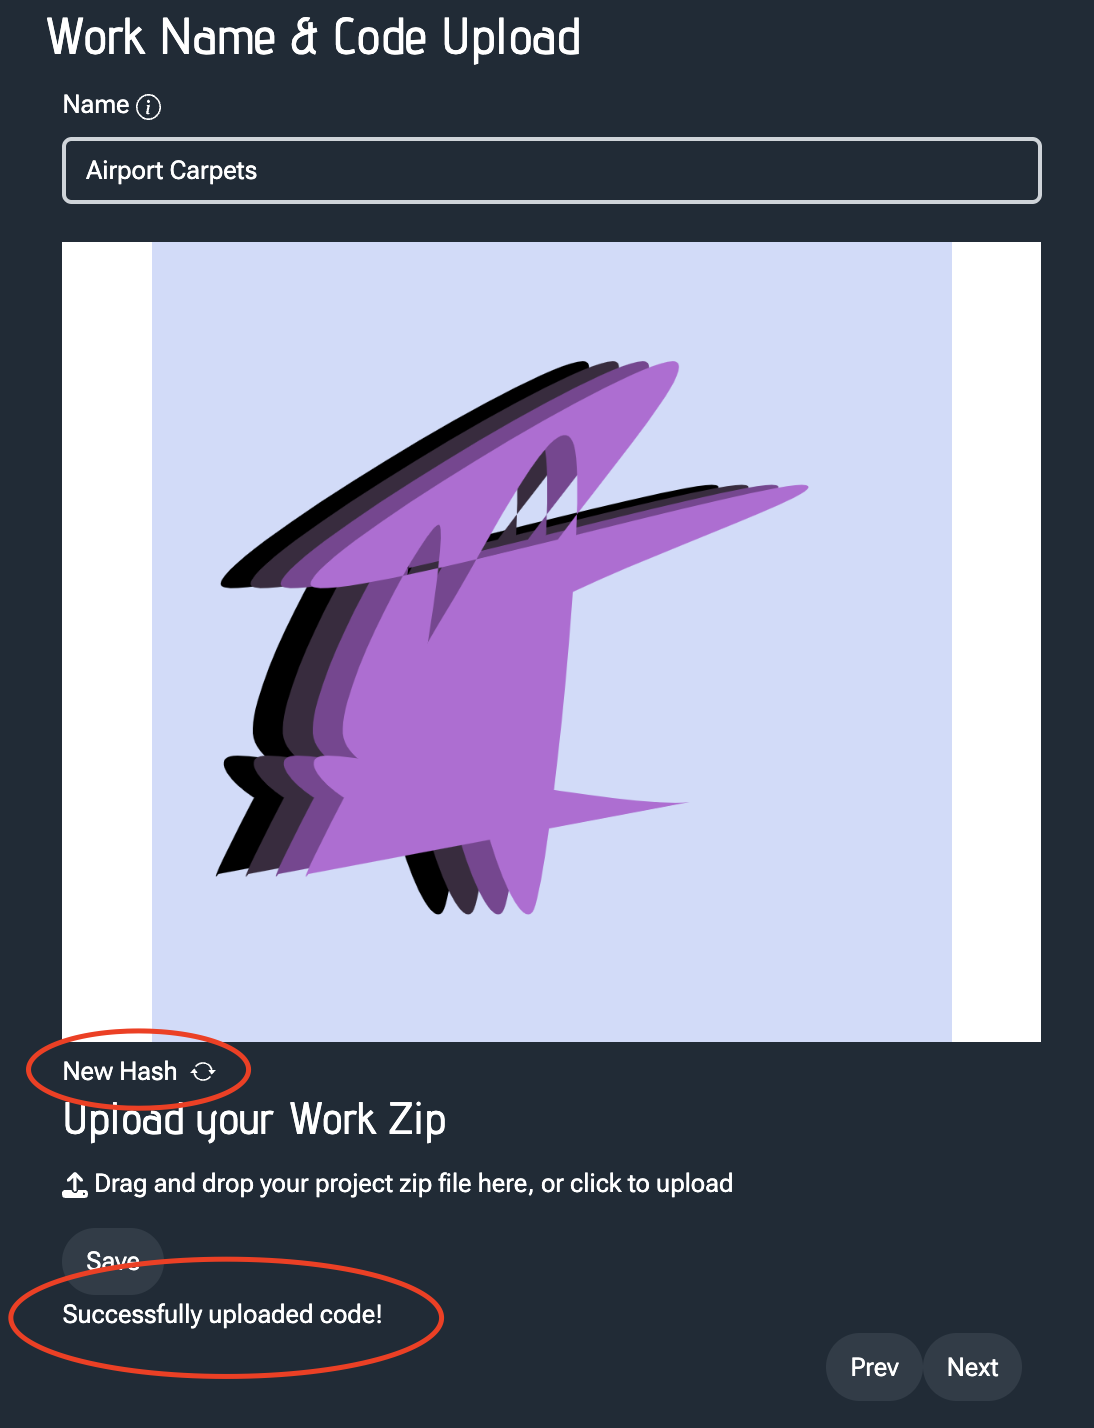 Work Name & Code Upload
Name
Airport Carpets
New Hash
Upload your Work Zip
Drag and drop your project zip file here, or click to upload
Save
Successfully uploaded code!
Prev Next